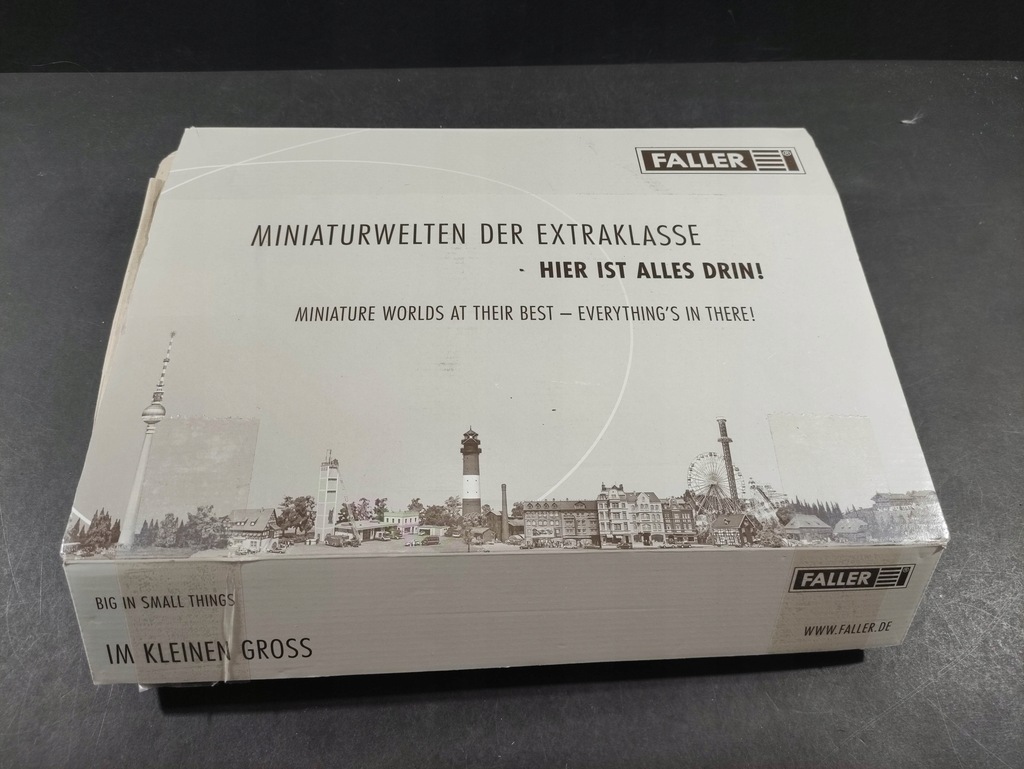 FALLER
MINIATURWELTEN DER EXTRAKLASSE
- HIER IST ALLES DRIN!
MINIATURE WORLDS AT THEIR BEST – EVERYTHING'S IN THERE!
BIG IN SMALL THINGS
IM KLEINEN GROSS
FALLER
WWW.FALLER.DE